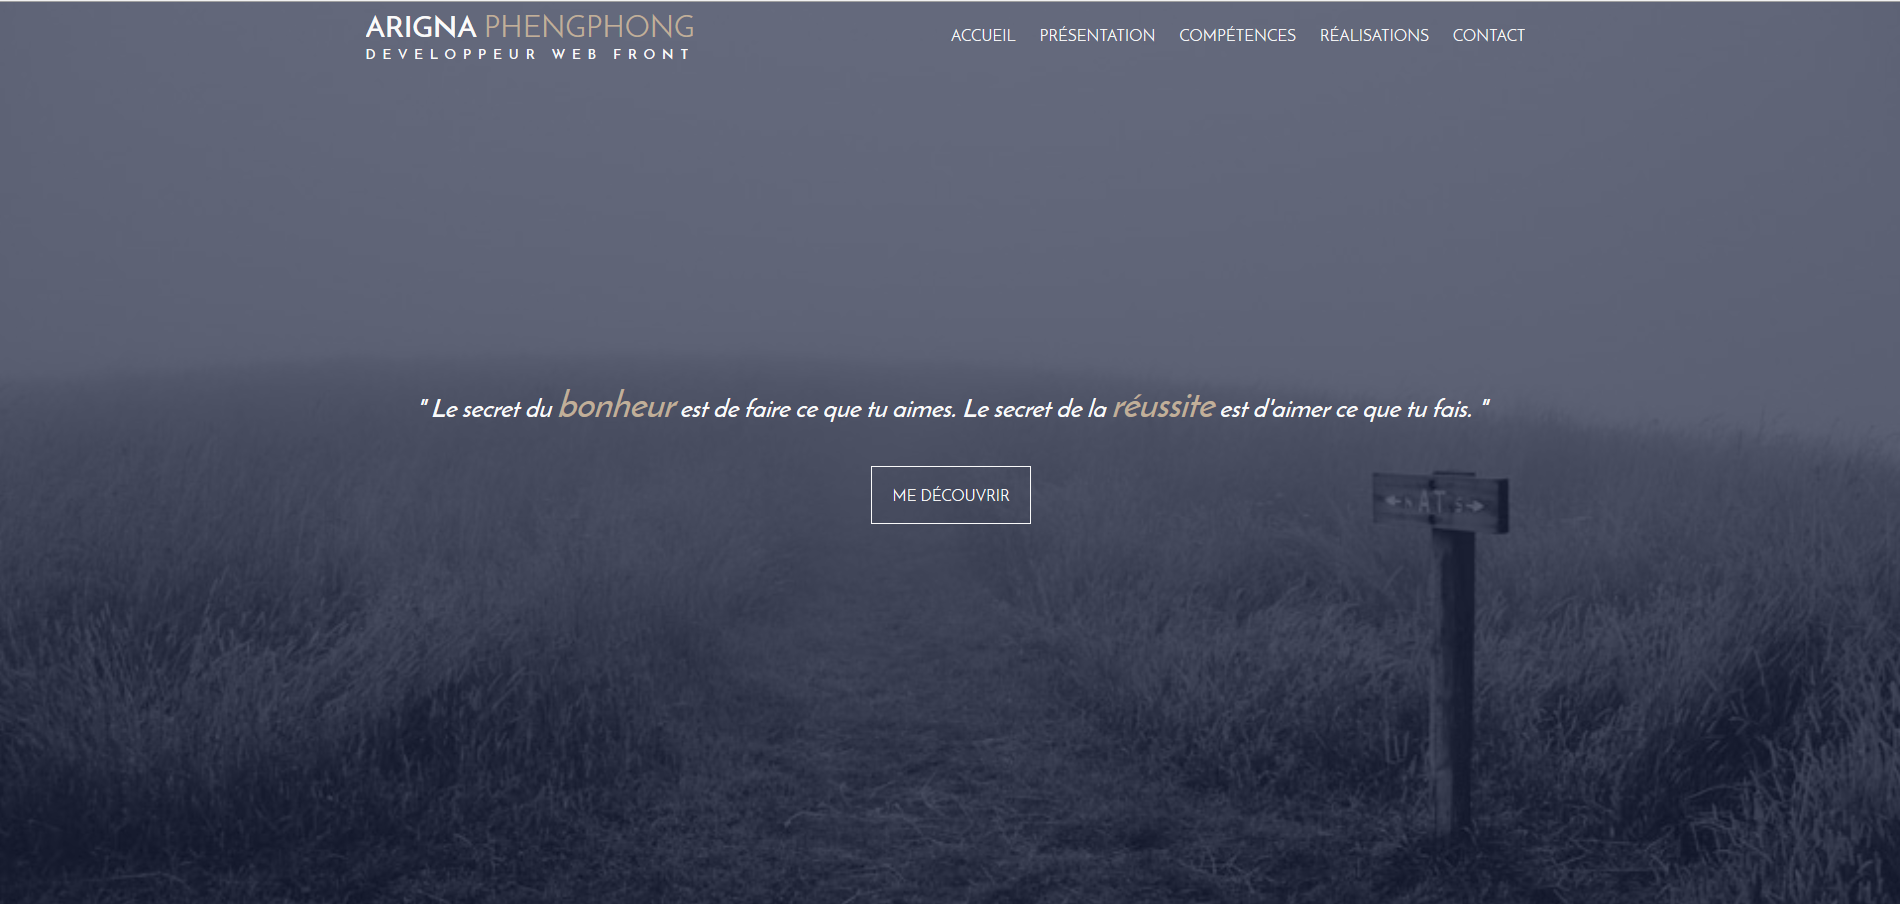 ARIGNA PHENGPHONG
DEVELOPPEUR WEB FRONT
ACCUEIL PRÉSENTATION COMPÉTENCES RÉALISATIONS CONTACT
" Le secret du bonheur est de faire ce que tu aimes. Le secret de la réussite est d'aimer ce que tu fais. "
ME DÉCOUVRIR
N A T S